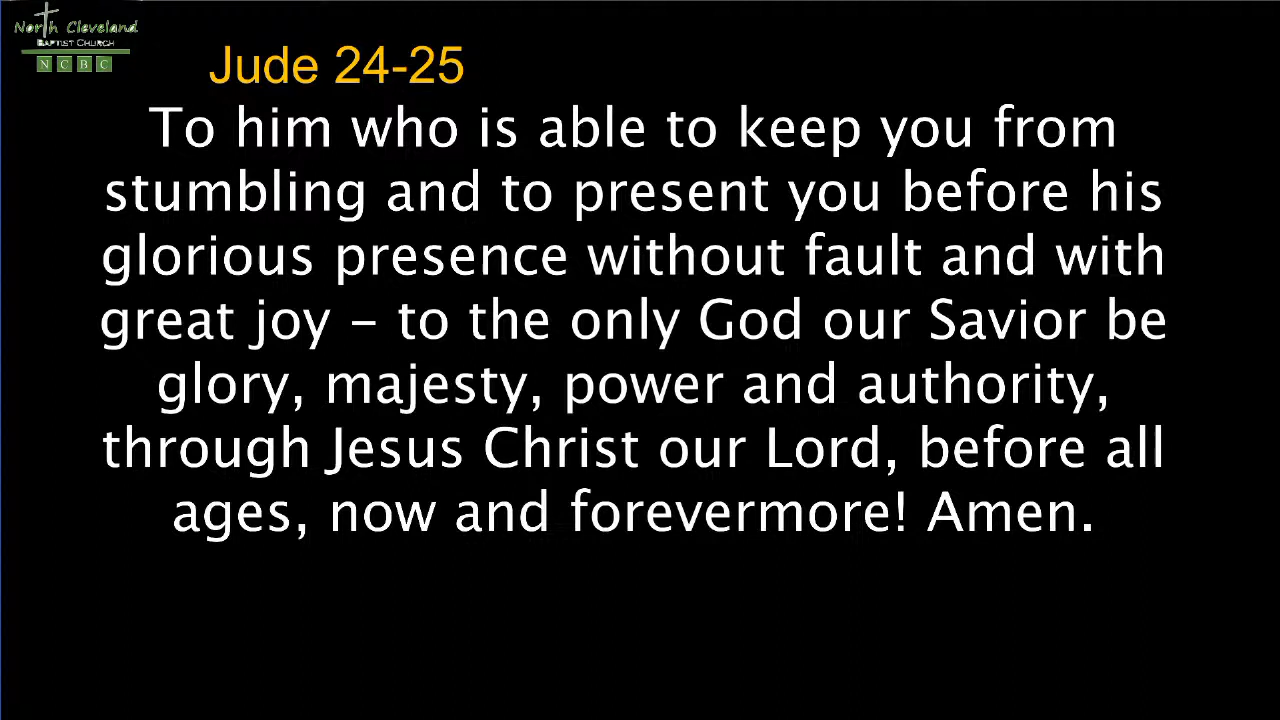 North Cleveland
BAPTIST CHURCH
N C B C
Jude 24-25
To him who is able to keep you from
stumbling and to present you before his
glorious presence without fault and with
great joy – to the only God our Savior be
glory, majesty, power and authority,
through Jesus Christ our Lord, before all
ages, now and forevermore! Amen.